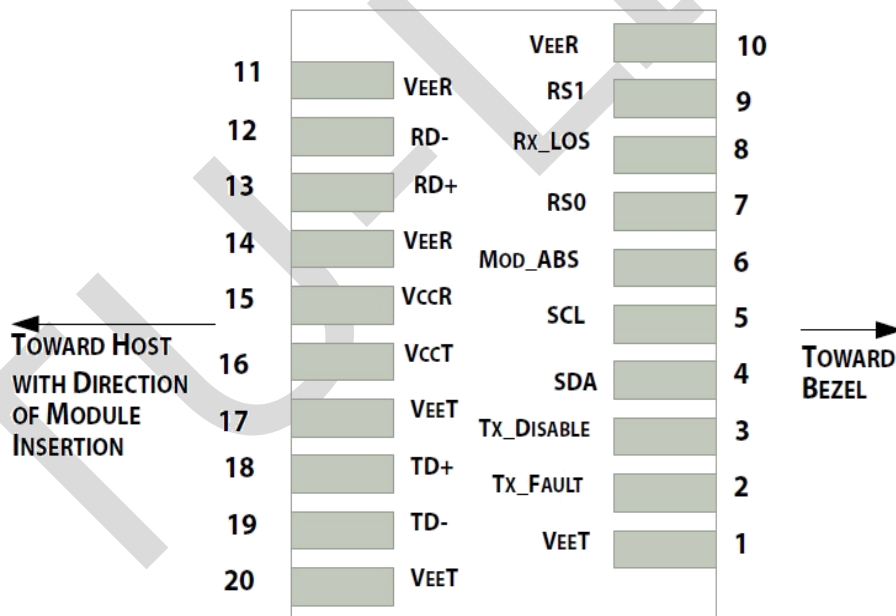 VEER 10
11 VEER
RS1 9
12 RD-
RX_LOS 8
13 RD+
RS0 7
14 VEER
MOD_ABS 6
15 VCCR
SCL 5
TOWARD HOST
WITH DIRECTION
OF MODULE
INSERTION
TOWARD
BEZEL
16 VCCT
SDA 4
17 VEET
TX_DISABLE 3
18 TD+
TX_FAULT 2
19 TD-
VEET 1
20 VEET